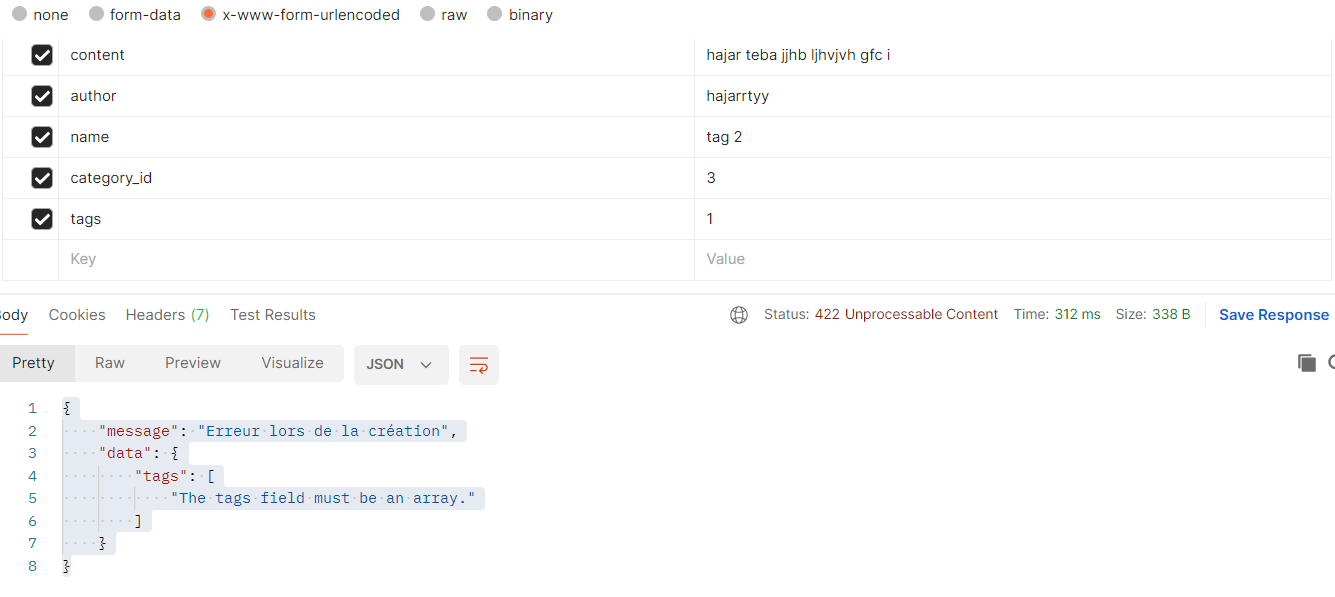 none form-data x-www-form-urlencoded raw binary
content hajar teba jjhb ljhvjvh gfc i
author hajarrtyy
name tag 2
category_id 3
tags 1
Key Value
ody Cookies Headers (7) Test Results Status: 422 Unprocessable Content Time: 312 ms Size: 338 B Save Response
Pretty Raw Preview Visualize JSON
1 {
2 "message": "Erreur lors de la création",
3 "data": {
4 "tags": [
5 "The tags field must be an array."
6 ]
7 }
8 }